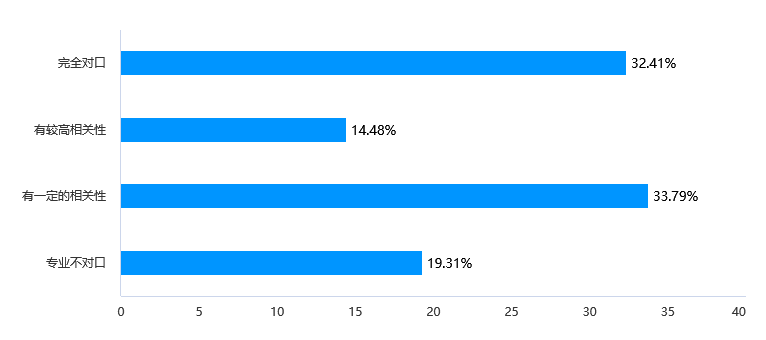 完全对口 32.41%
有较高相关性 14.48%
有一定的相关性 33.79%
专业不对口 19.31%
0 5 10 15 20 25 30 35 40